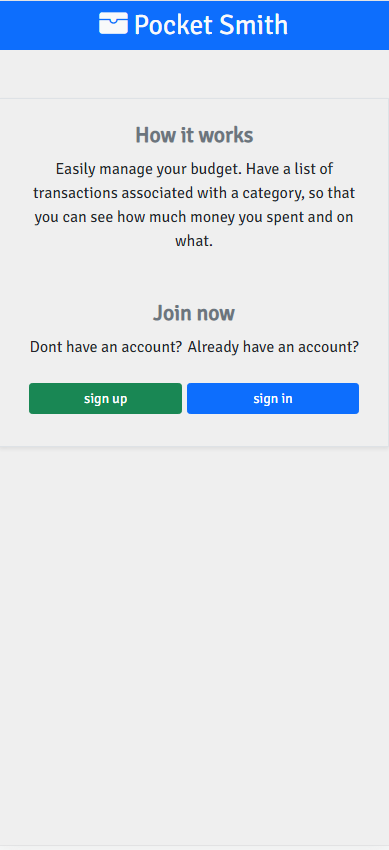 Pocket Smith
How it works
Easily manage your budget. Have a list of
transactions associated with a category, so that
you can see how much money you spent and on
what.
Join now
Dont have an account? Already have an account?
sign up sign in